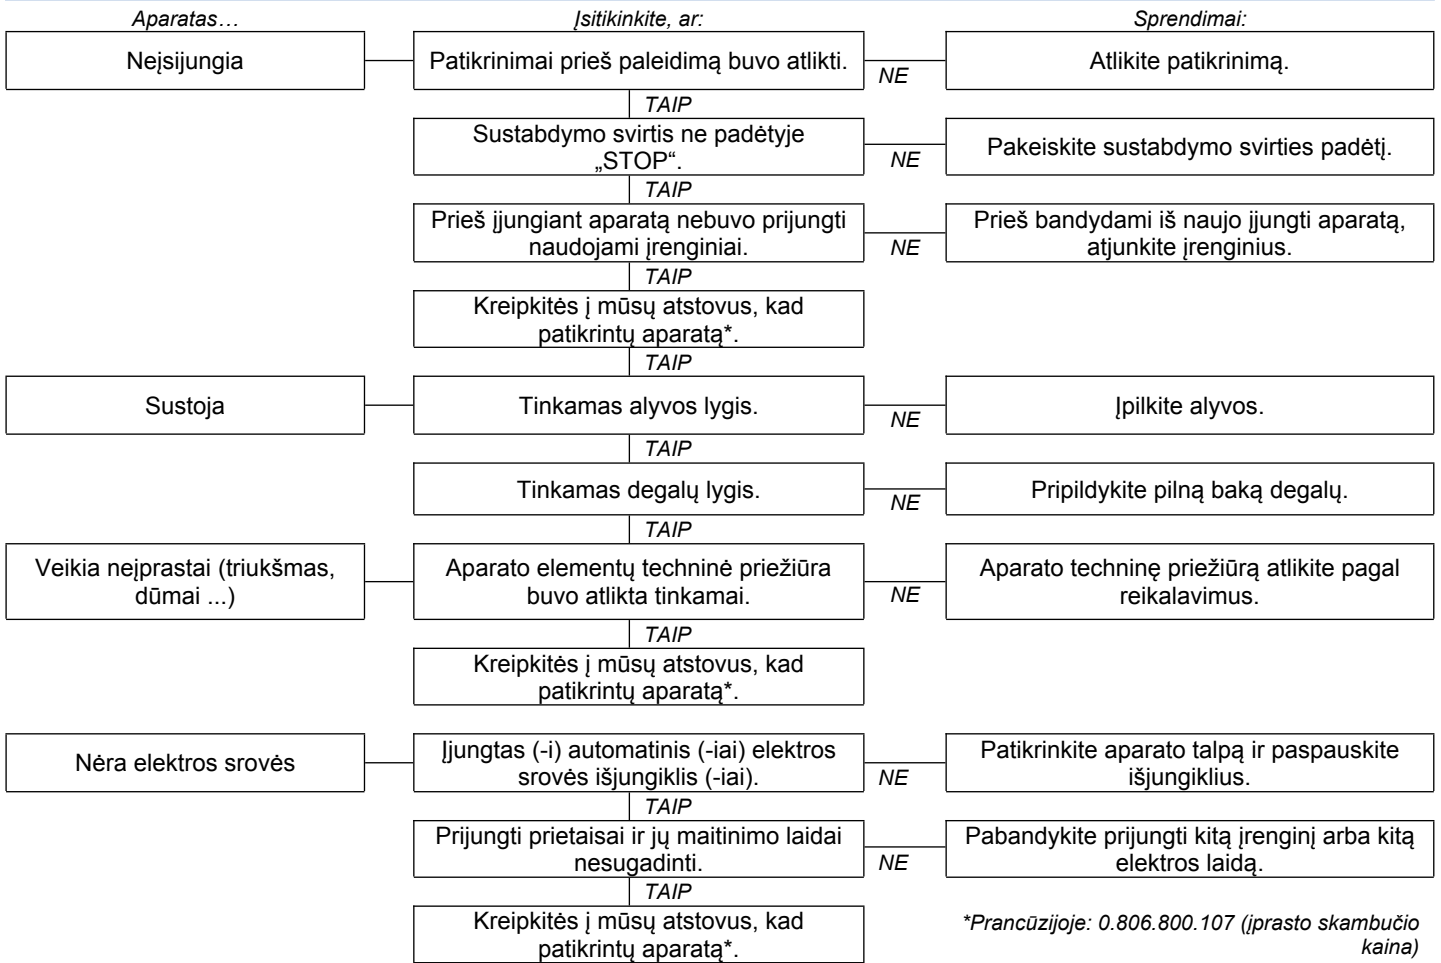 Aparatas…
Įsitikinkite, ar:
Sprendimai:
Neįsijungia
Patikrinimai prieš paleidimą buvo atlikti.
NE
Atlikite patikrinimą.
TAIP
Sustabdymo svirtis ne padėtyje
„STOP“.
NE
Pakeiskite sustabdymo svirties padėtį.
TAIP
Prieš įjungiant aparatą nebuvo prijungti
naudojami įrenginiai.
NE
Prieš bandydami iš naujo įjungti aparatą,
atjunkite įrenginius.
TAIP
Kreipkitės į mūsų atstovus, kad
patikrintų aparatą*.
TAIP
Sustoja
Tinkamas alyvos lygis.
NE
Įpilkite alyvos.
TAIP
Tinkamas degalų lygis.
NE
Pripildykite pilną baką degalų.
TAIP
Veikia neįprastai (triukšmas,
dūmai ...)
Aparato elementų techninė priežiūra
buvo atlikta tinkamai.
NE
Aparato techninę priežiūrą atlikite pagal
reikalavimus.
TAIP
Kreipkitės į mūsų atstovus, kad
patikrintų aparatą*.
Nėra elektros srovės
Įjungtas (-i) automatinis (-iai) elektros
srovės išjungiklis (-iai).
NE
Patikrinkite aparato talpą ir paspauskite
išjungiklius.
TAIP
Prijungti prietaisai ir jų maitinimo laidai
nesugadinti.
NE
Pabandykite prijungti kitą įrenginį arba kitą
elektros laidą.
TAIP
Kreipkitės į mūsų atstovus, kad
patikrintų aparatą*.
*Prancūzijoje: 0.806.800.107 (įprasto skambučio
kaina)